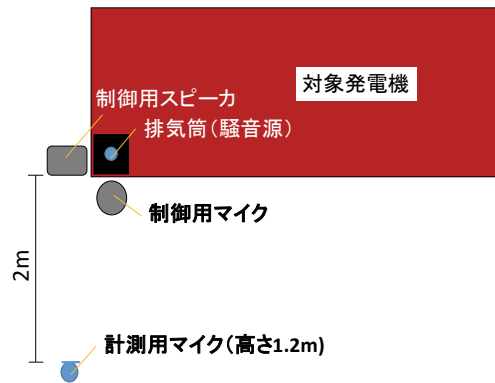 対象発電機
制御用スピーカ
排気筒（騒音源）
制御用マイク
2m
計測用マイク（高さ1.2m)